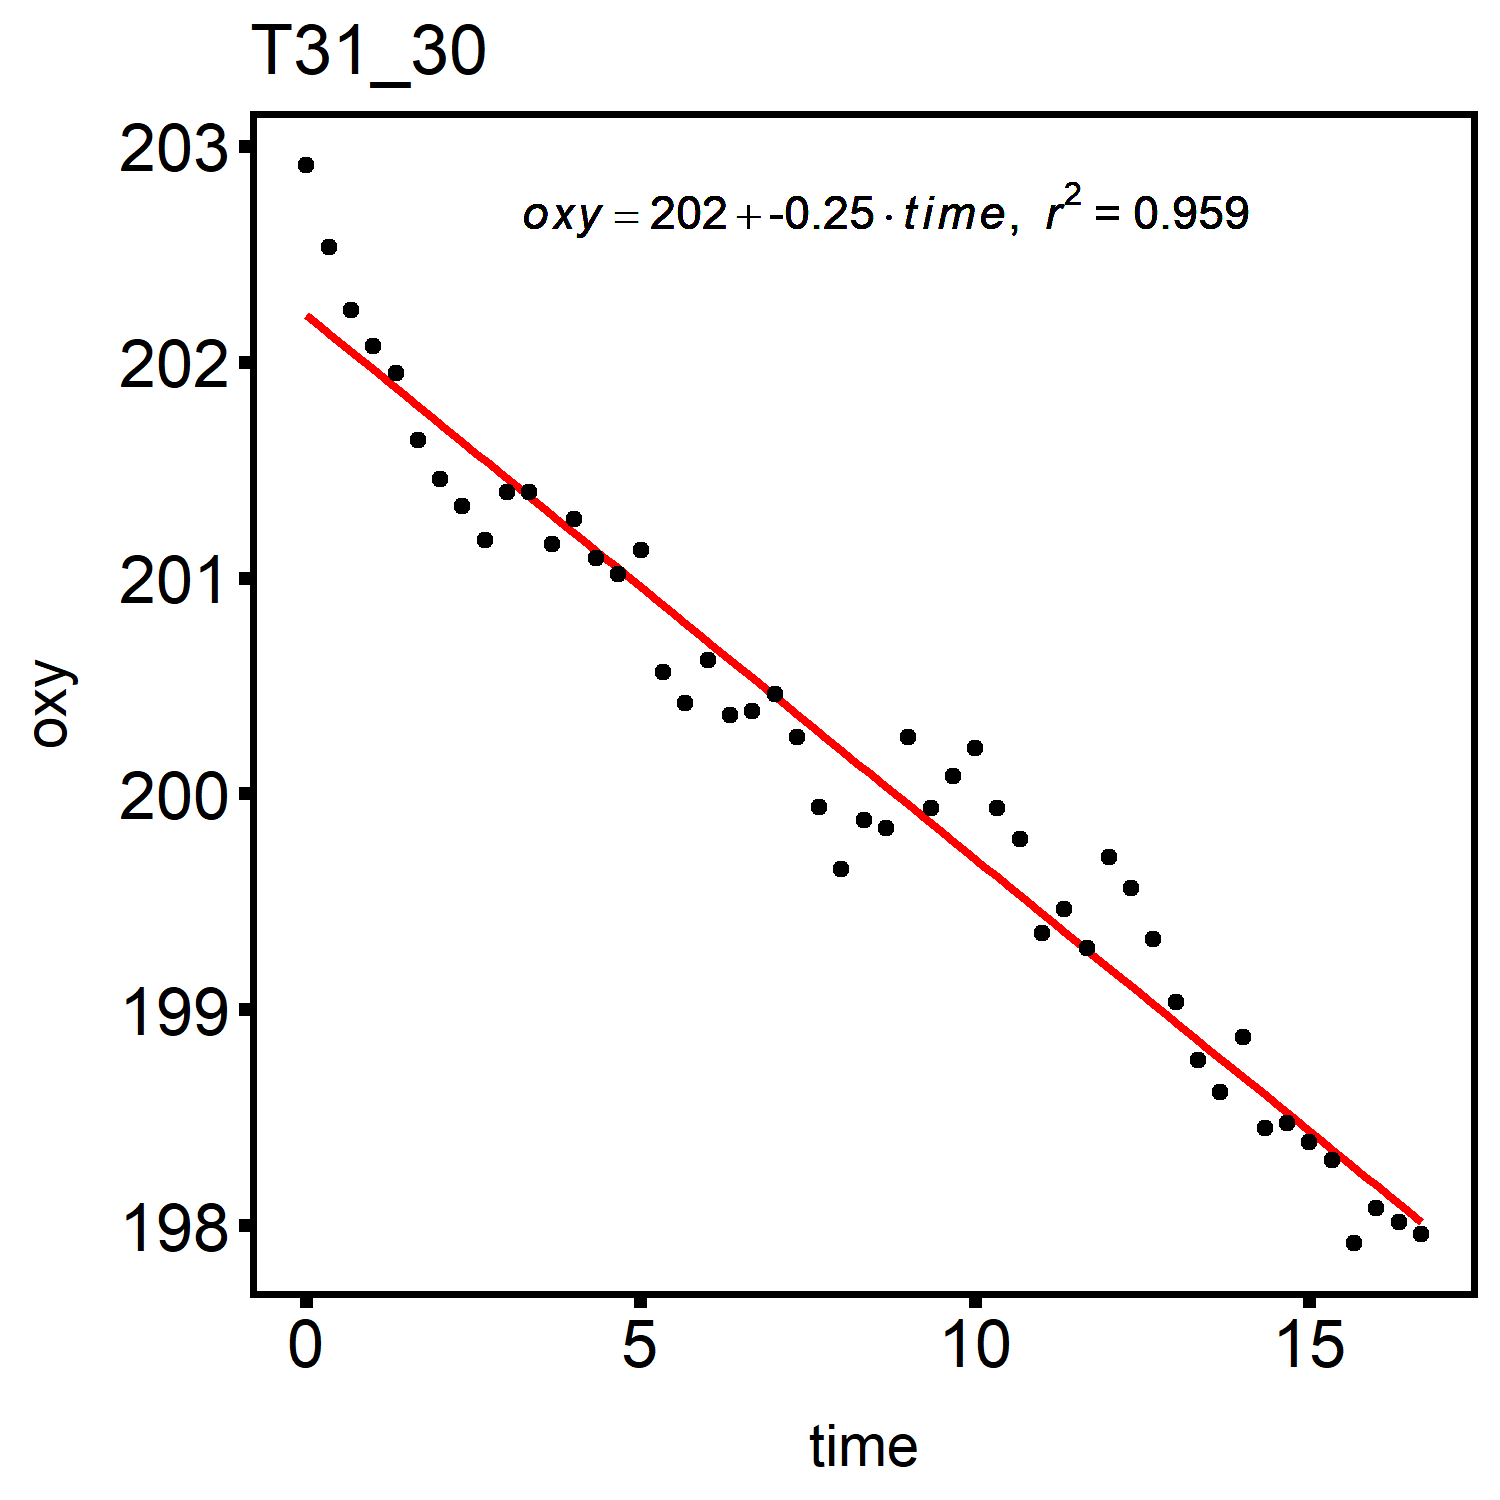 T31_30
oxy = 202 + -0.25 · time, r² = 0.959
203
202
201
200
199
198
oxy
0 5 10 15
time